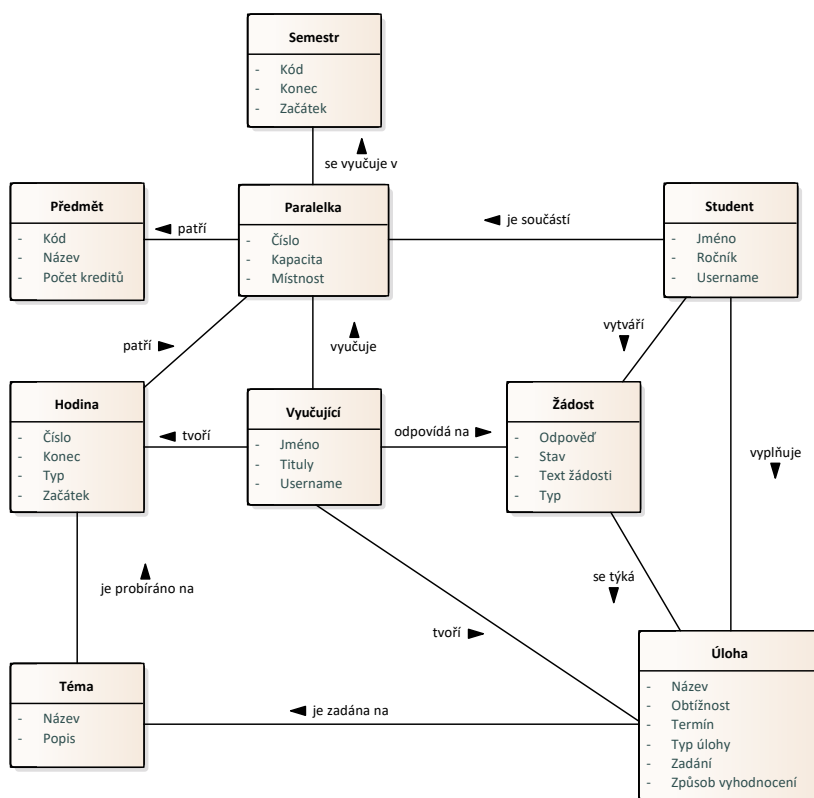 Semestr
- Kód
- Konec
- Začátek
se vyučuje v
Předmět
- Kód
- Název
- Počet kreditů
patří
Paralelka
- Číslo
- Kapacita
- Místnost
je součástí
Student
- Jméno
- Ročník
- Username
patří
vyučuje
vytváří
Hodina
- Číslo
- Konec
- Typ
- Začátek
tvoří
Vyučující
- Jméno
- Tituly
- Username
odpovídá na
Žádost
- Odpověď
- Stav
- Text žádosti
- Typ
vyplňuje
je probíráno na
se týká
tvoří
Téma
- Název
- Popis
je zadána na
Úloha
- Název
- Obtížnost
- Termín
- Typ úlohy
- Zadání
- Způsob vyhodnocení